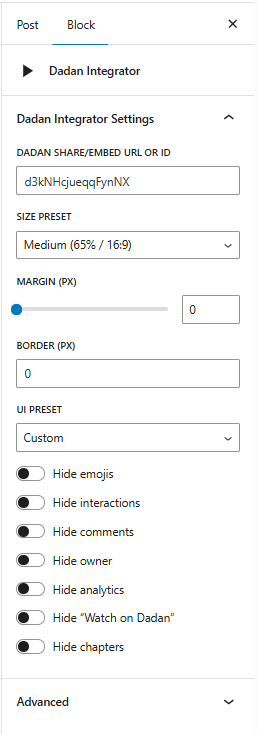 Post Block
Dadan Integrator
Dadan Integrator Settings
DADAN SHARE/EMBED URL OR ID
d3kNHcjueqqFynNX
SIZE PRESET
Medium (65% / 16:9)
MARGIN (PX)
0
BORDER (PX)
0
UI PRESET
Custom
Hide emojis
Hide interactions
Hide comments
Hide owner
Hide analytics
Hide “Watch on Dadan”
Hide chapters
Advanced